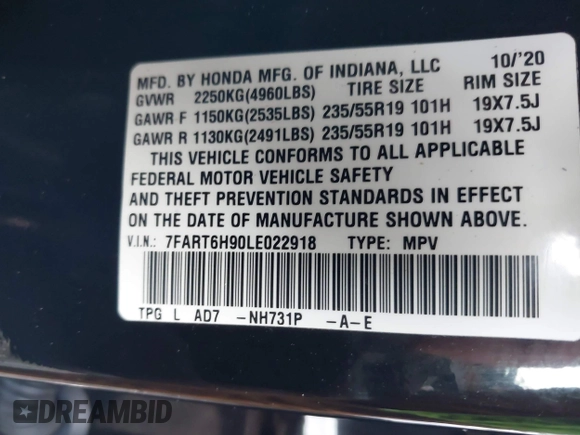 MFD. BY HONDA MFG. OF INDIANA, LLC 10/'20
GVWR 2250KG(4960LBS) TIRE SIZE RIM SIZE
GAWR F 1150KG(2535LBS) 235/55R19 101H 19X7.5J
GAWR R 1130KG(2491LBS) 235/55R19 101H 19X7.5J
THIS VEHICLE CONFORMS TO ALL APPLICABLE
FEDERAL MOTOR VEHICLE SAFETY
AND THEFT PREVENTION STANDARDS IN EFFECT
ON THE DATE OF MANUFACTURE SHOWN ABOVE.
V.I.N.: 7FART6H90LE022918 TYPE: MPV
TPG L AD7 -NH731P -A-E
DREAMBID